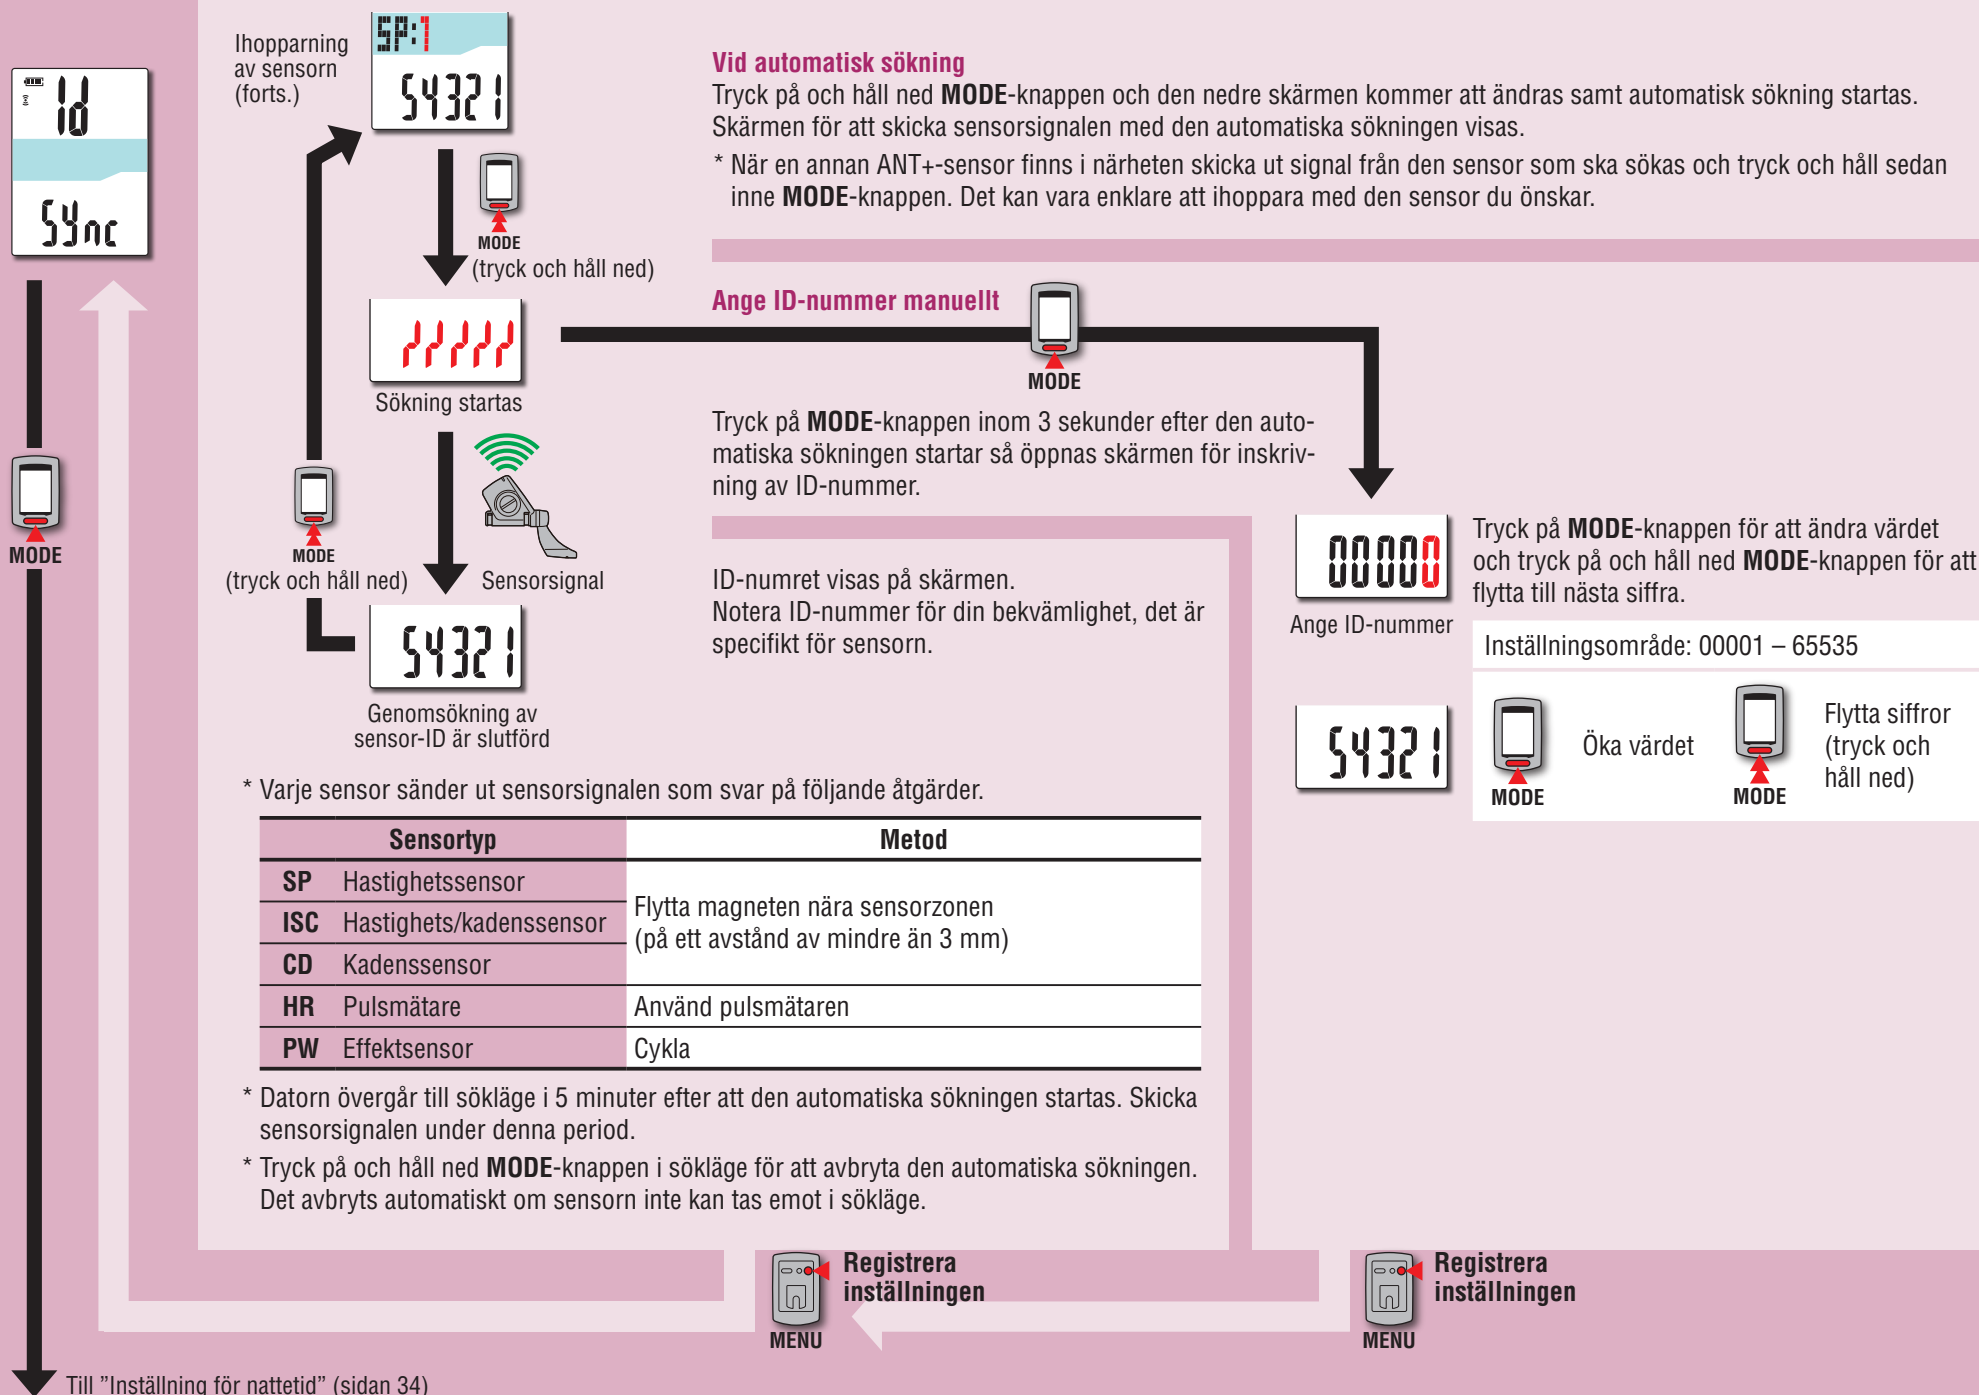 Id
Sync
MODE
Ihopparning
av sensorn
(forts.)
SP:1
54321
MODE
(tryck och håll ned)
Sökning startas
MODE
(tryck och håll ned)
Sensorsignal
54321
Genomsökning av
sensor-ID är slutförd
Vid automatisk sökning
Tryck på och håll ned MODE-knappen och den nedre skärmen kommer att ändras samt automatisk sökning startas.
Skärmen för att skicka sensorsignalen med den automatiska sökningen visas.
* När en annan ANT+-sensor finns i närheten skicka ut signal från den sensor som ska sökas och tryck och håll sedan
inne MODE-knappen. Det kan vara enklare att ihoppara med den sensor du önskar.
Ange ID-nummer manuellt
MODE
Tryck på MODE-knappen inom 3 sekunder efter den auto-
matiska sökningen startar så öppnas skärmen för inskriv-
ning av ID-nummer.
ID-numret visas på skärmen.
Notera ID-nummer för din bekvämlighet, det är
specifikt för sensorn.
00000
Ange ID-nummer
54321
Tryck på MODE-knappen för att ändra värdet
och tryck på och håll ned MODE-knappen för att
flytta till nästa siffra.
Inställningsområde: 00001 – 65535
MODE
Öka värdet
MODE
Flytta siffror
(tryck och
håll ned)
* Varje sensor sänder ut sensorsignalen som svar på följande åtgärder.
Sensortyp Metod
SP Hastighetssensor
ISC Hastighets/kadenssensor
CD Kadenssensor
Flytta magneten nära sensorzonen
(på ett avstånd av mindre än 3 mm)
HR Pulsmätare Använd pulsmätaren
PW Effektsensor Cykla
* Datorn övergår till sökläge i 5 minuter efter att den automatiska sökningen startas. Skicka
sensorsignalen under denna period.
* Tryck på och håll ned MODE-knappen i sökläge för att avbryta den automatiska sökningen.
Det avbryts automatiskt om sensorn inte kan tas emot i sökläge.
MENU
Registrera
inställningen
MENU
Registrera
inställningen
Till ”Inställning för nattetid” (sidan 34)